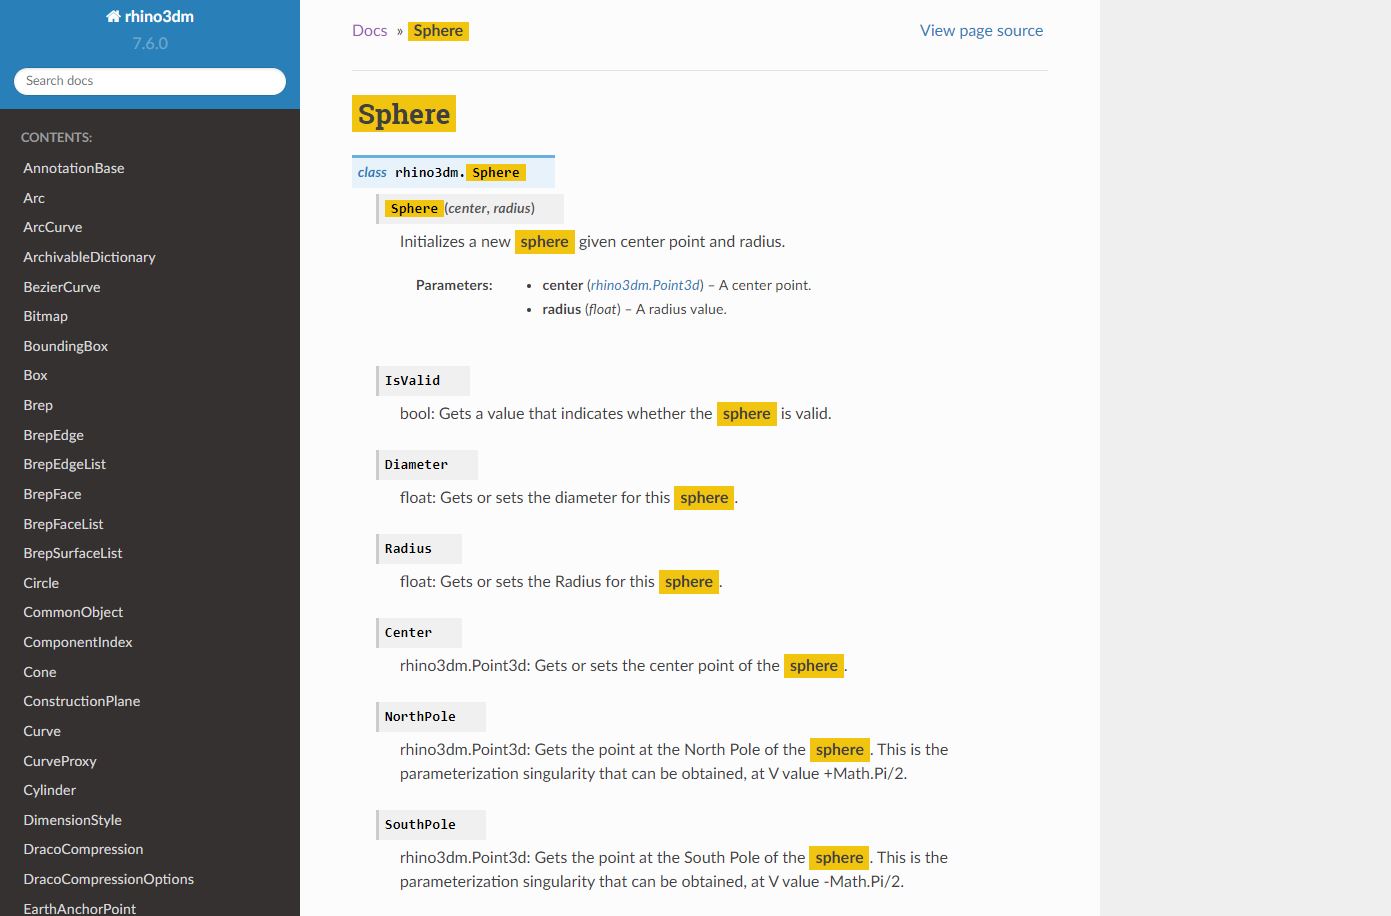 rhino3dm
7.6.0
Search docs
CONTENTS:
AnnotationBase
Arc
ArcCurve
ArchivableDictionary
BezierCurve
Bitmap
BoundingBox
Box
Brep
BrepEdge
BrepEdgeList
BrepFace
BrepFaceList
BrepSurfaceList
Circle
CommonObject
ComponentIndex
Cone
ConstructionPlane
Curve
CurveProxy
Cylinder
DimensionStyle
DracoCompression
DracoCompressionOptions
EarthAnchorPoint
Docs » Sphere
View page source
Sphere
class rhino3dm.Sphere
Sphere(center, radius)
Initializes a new sphere given center point and radius.
Parameters:
• center (rhino3dm.Point3d) – A center point.
• radius (float) – A radius value.
IsValid
bool: Gets a value that indicates whether the sphere is valid.
Diameter
float: Gets or sets the diameter for this sphere.
Radius
float: Gets or sets the Radius for this sphere.
Center
rhino3dm.Point3d: Gets or sets the center point of the sphere.
NorthPole
rhino3dm.Point3d: Gets the point at the North Pole of the sphere. This is the
parameterization singularity that can be obtained, at V value +Math.Pi/2.
SouthPole
rhino3dm.Point3d: Gets the point at the South Pole of the sphere. This is the
parameterization singularity that can be obtained, at V value -Math.Pi/2.